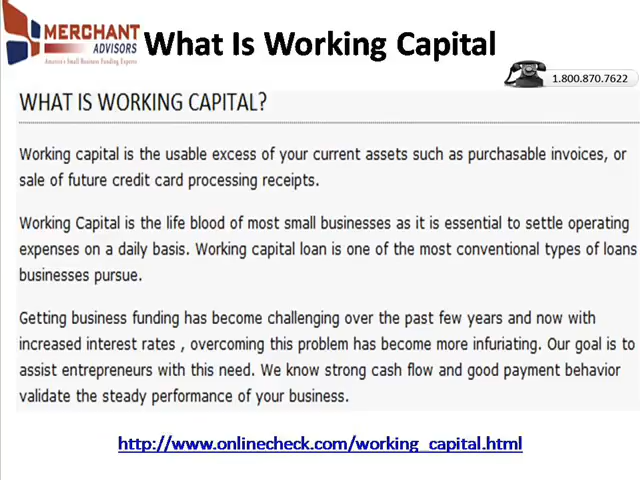 MERCHANT
ADVISORS
America's Small Business Funding Experts
What Is Working Capital
1.800.870.7622
WHAT IS WORKING CAPITAL?
Working capital is the usable excess of your current assets such as purchasable invoices, or
sale of future credit card processing receipts.
Working Capital is the life blood of most small businesses as it is essential to settle operating
expenses on a daily basis. Working capital loan is one of the most conventional types of loans
businesses pursue.
Getting business funding has become challenging over the past few years and now with
increased interest rates , overcoming this problem has become more infuriating. Our goal is to
assist entrepreneurs with this need. We know strong cash flow and good payment behavior
validate the steady performance of your business.
http://www.onlinecheck.com/working_capital.html